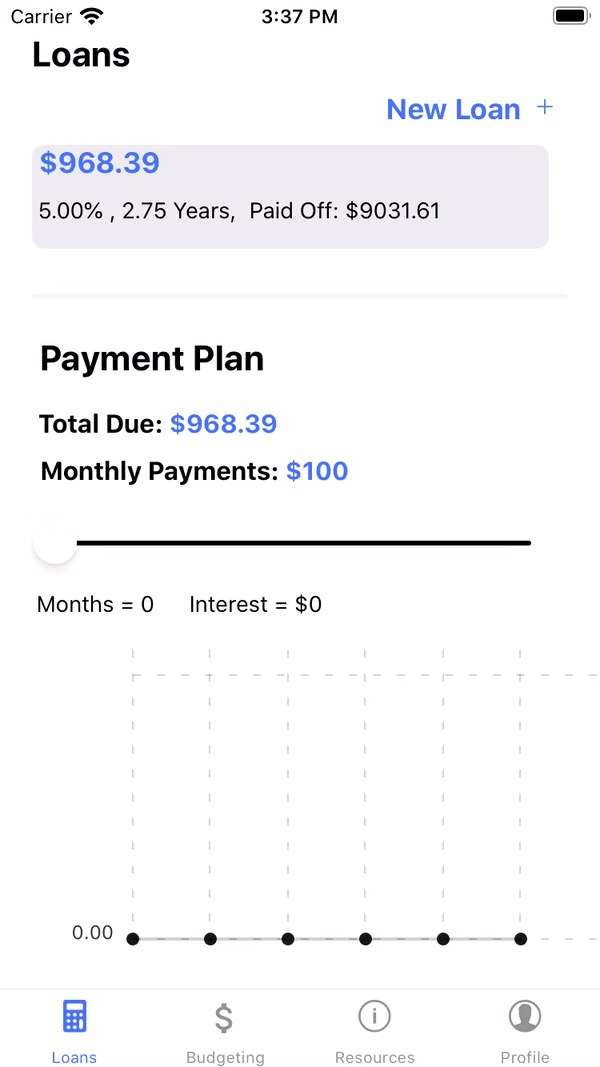 Carrier 3:37 PM
Loans
New Loan +
$968.39
5.00% , 2.75 Years, Paid Off: $9031.61
Payment Plan
Total Due: $968.39
Monthly Payments: $100
Months = 0 Interest = $0
0.00
Loans Budgeting Resources Profile